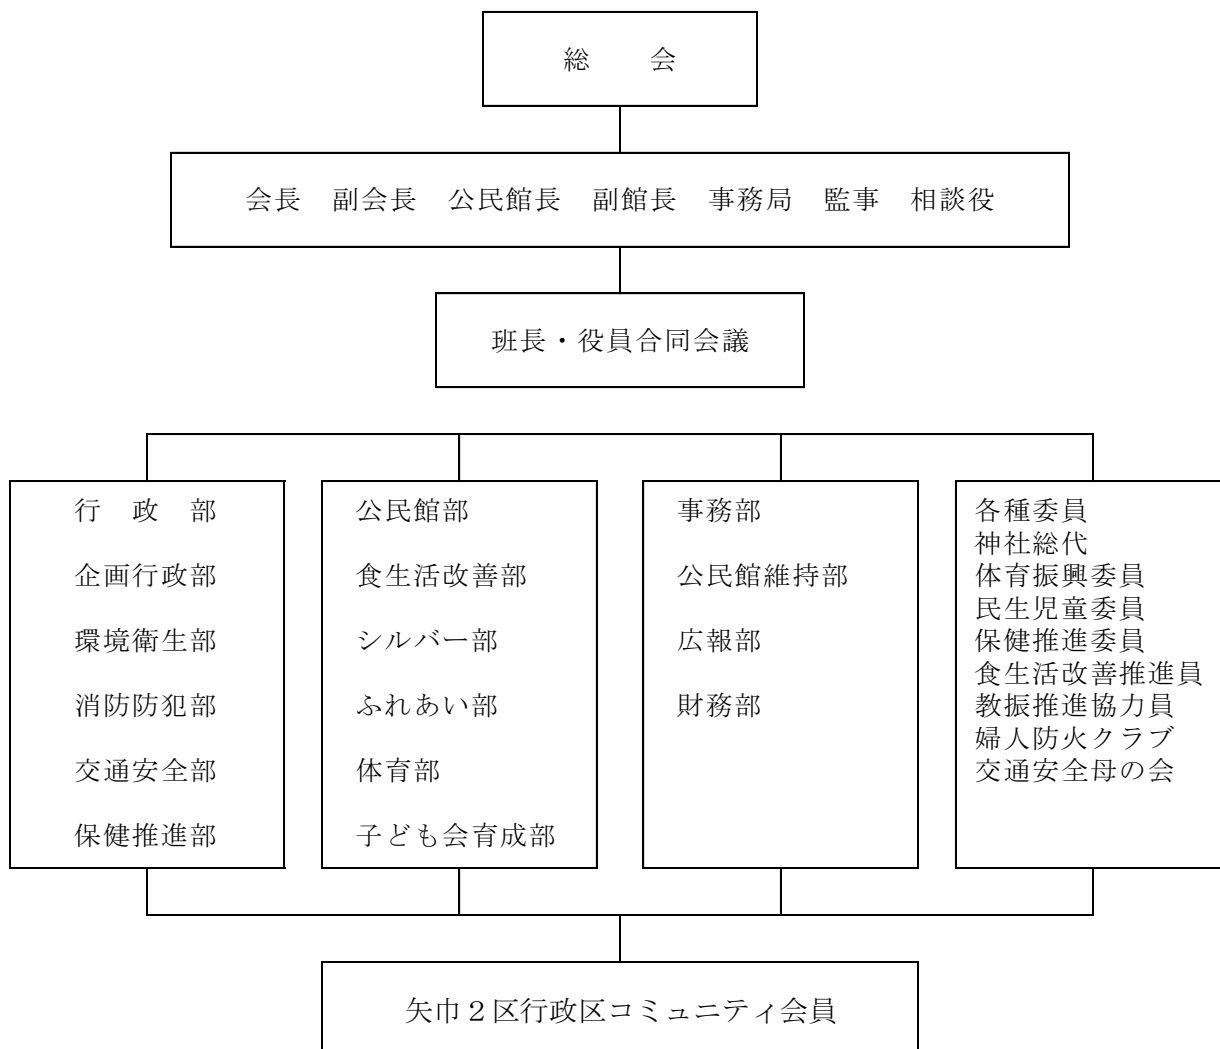 総　会
会長　副会長　公民館長　副館長　事務局　監事　相談役
班長・役員合同会議
行　政　部
企画行政部
環境衛生部
消防防犯部
交通安全部
保健推進部
公民館部
食生活改善部
シルバー部
ふれあい部
体育部
子ども会育成部
事務部
公民館維持部
広報部
財務部
各種委員
神社総代
体育振興委員
民生児童委員
保健推進委員
食生活改善推進員
教振推進協力員
婦人防火クラブ
交通安全母の会
矢巾２区行政区コミュニティ会員